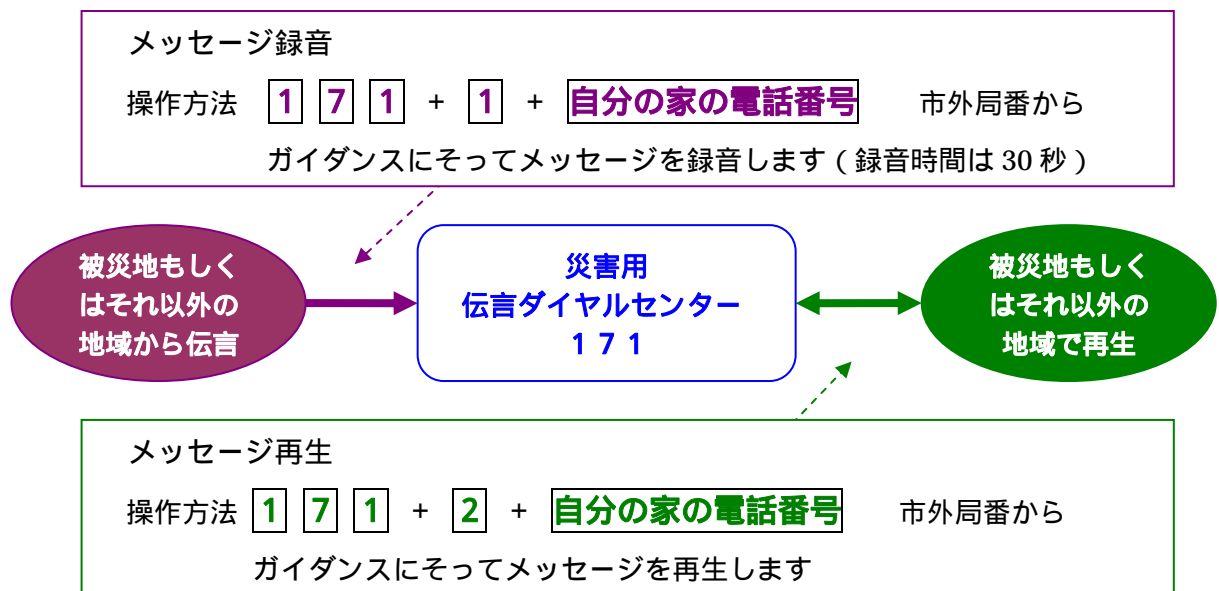 メッセージ録音
操作方法 1 7 1 + 1 + 自分の家の電話番号 市外局番から
ガイダンスにそってメッセージを録音します(録音時間は 30 秒)
被災地もしく
はそれ以外の
地域から伝言
災害用
伝言ダイヤルセンター
171
被災地もしく
はそれ以外の
地域で再生
メッセージ再生
操作方法 1 7 1 + 2 + 自分の家の電話番号 市外局番から
ガイダンスにそってメッセージを再生します